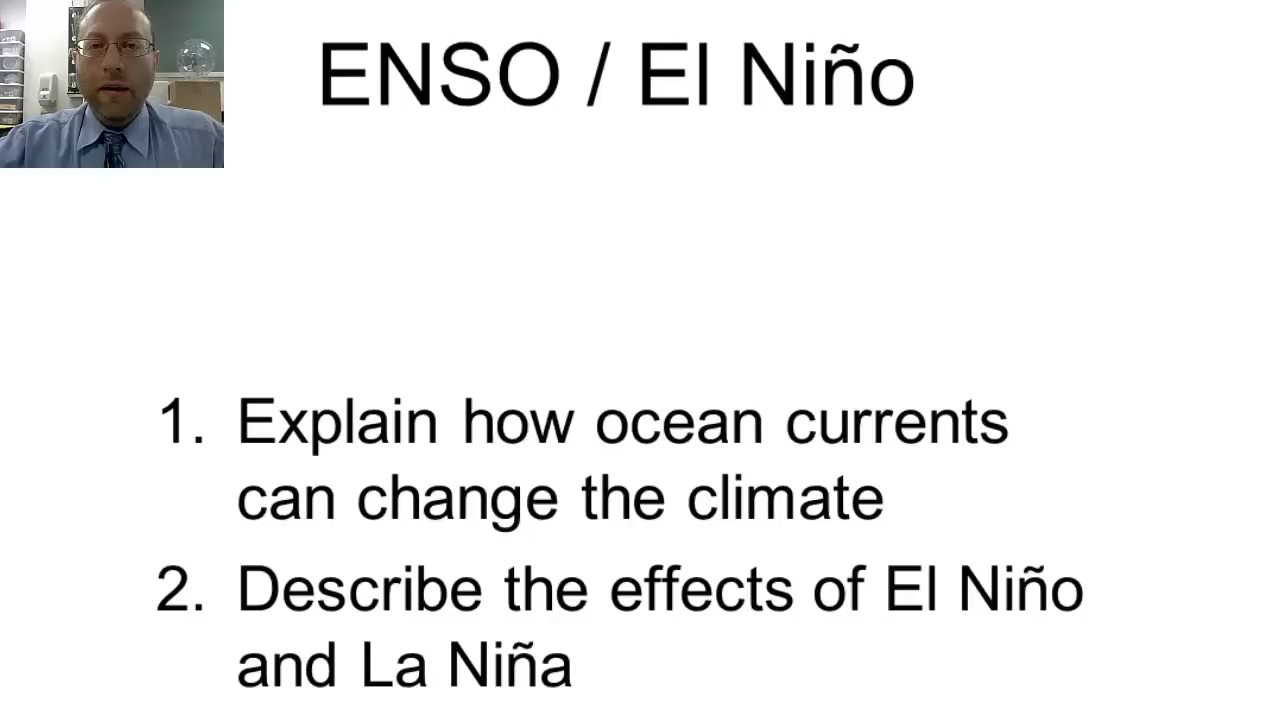 ENSO / El Niño
1. Explain how ocean currents
can change the climate
2. Describe the effects of El Niño
and La Niña